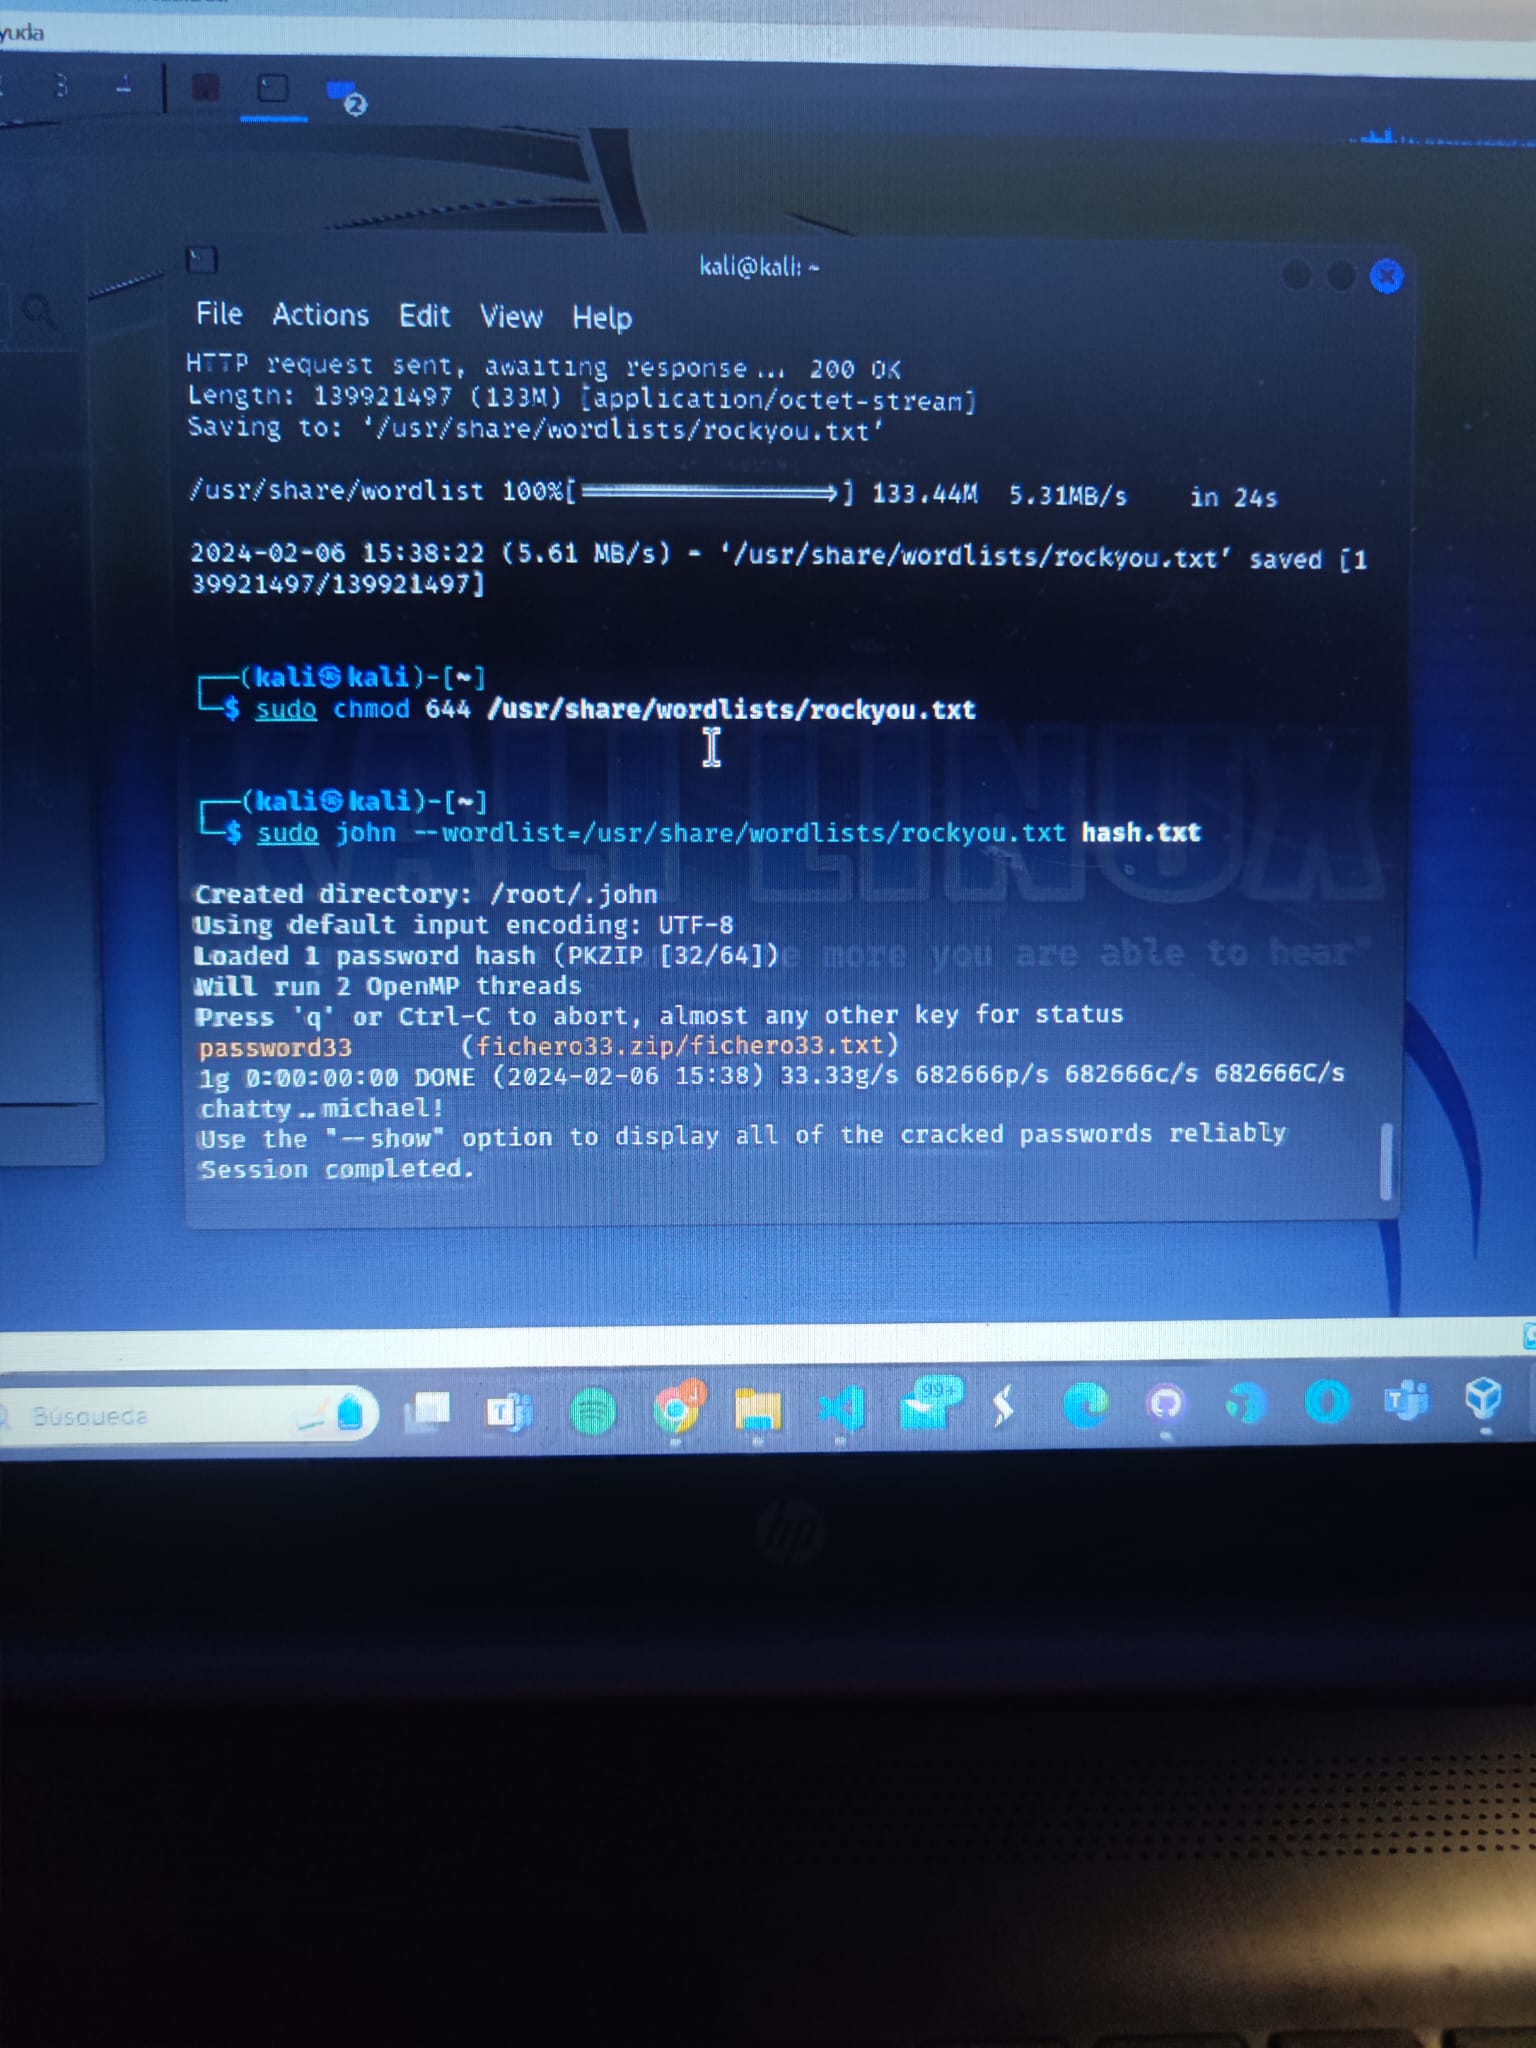 yuda
3 4
2
kali@kali: ~
File Actions Edit View Help
HTTP request sent, awaiting response... 200 OK
Length: 139921497 (133M) [application/octet-stream]
Saving to: ‘/usr/share/wordlists/rockyou.txt’
/usr/share/wordlist 100%[===================>] 133.44M 5.31MB/s in 24s
2024-02-06 15:38:22 (5.61 MB/s) - ‘/usr/share/wordlists/rockyou.txt’ saved [1
39921497/139921497]
(kali㉿kali)-[~]
$ sudo chmod 644 /usr/share/wordlists/rockyou.txt
KALI LINUX
(kali㉿kali)-[~]
$ sudo john --wordlist=/usr/share/wordlists/rockyou.txt hash.txt
Created directory: /root/.john
Using default input encoding: UTF-8
Loaded 1 password hash (PKZIP [32/64])
more you are able to hear"
Will run 2 OpenMP threads
Press 'q' or Ctrl-C to abort, almost any other key for status
password33 (fichero33.zip/fichero33.txt)
1g 0:00:00:00 DONE (2024-02-06 15:38) 33.33g/s 682666p/s 682666c/s 682666C/s
chatty..michael!
Use the "--show" option to display all of the cracked passwords reliably
Session completed.
Búsqueda
T
J
99+
T
hp